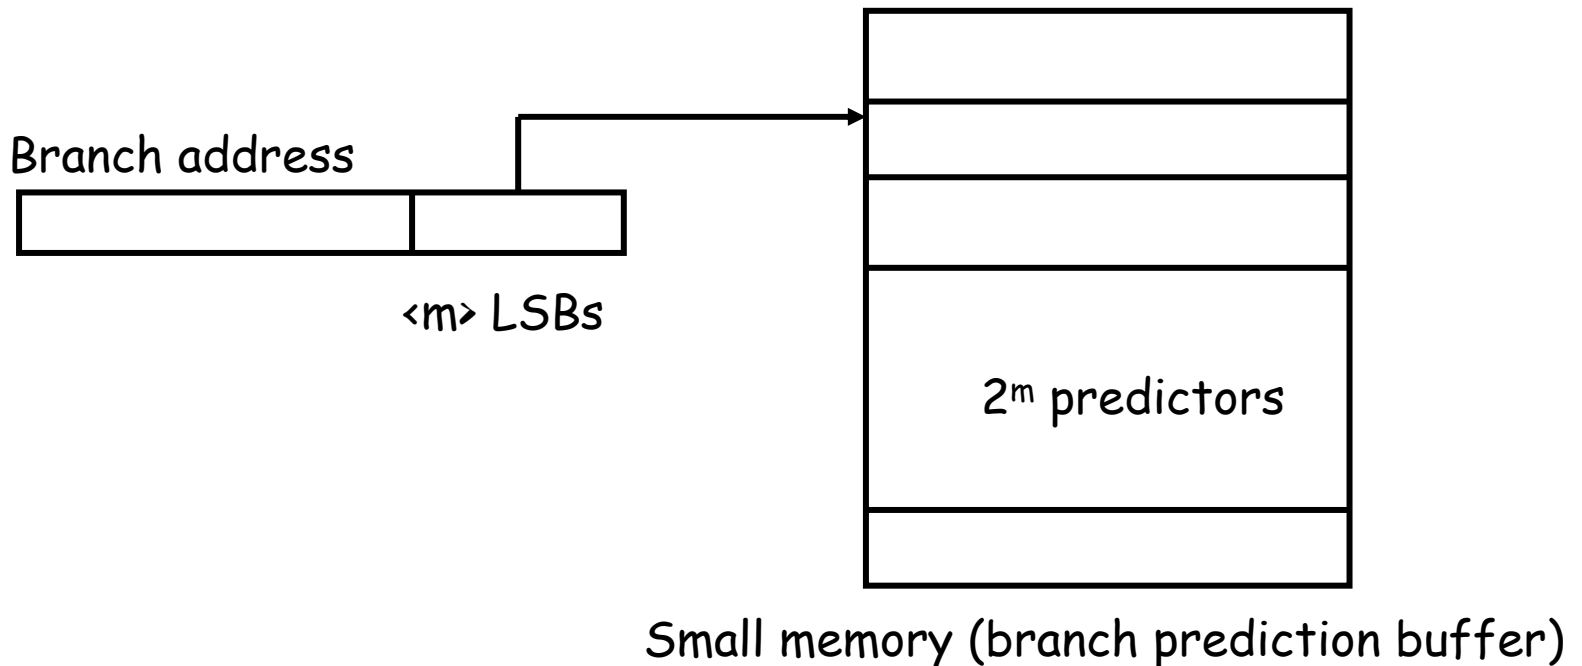 Branch address
<m> LSBs
2ᵐ predictors
Small memory (branch prediction buffer)